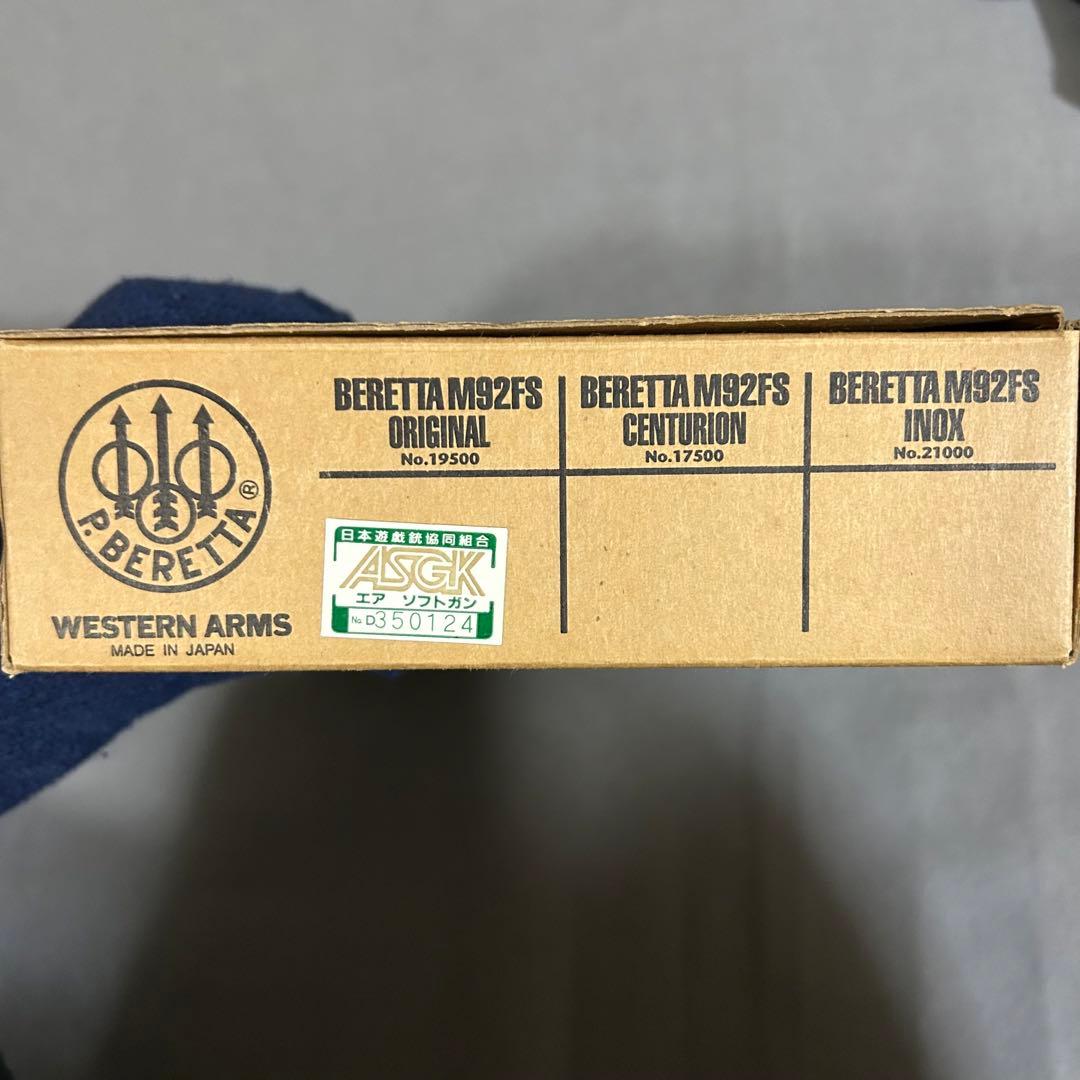 P. BERETTA®
WESTERN ARMS
MADE IN JAPAN
BERETTA M92FS
ORIGINAL
No.19500
BERETTA M92FS
CENTURION
No.17500
BERETTA M92FS
INOX
No.21000
日本遊戯銃協同組合
ASGK
エア ソフトガン
No. D350124